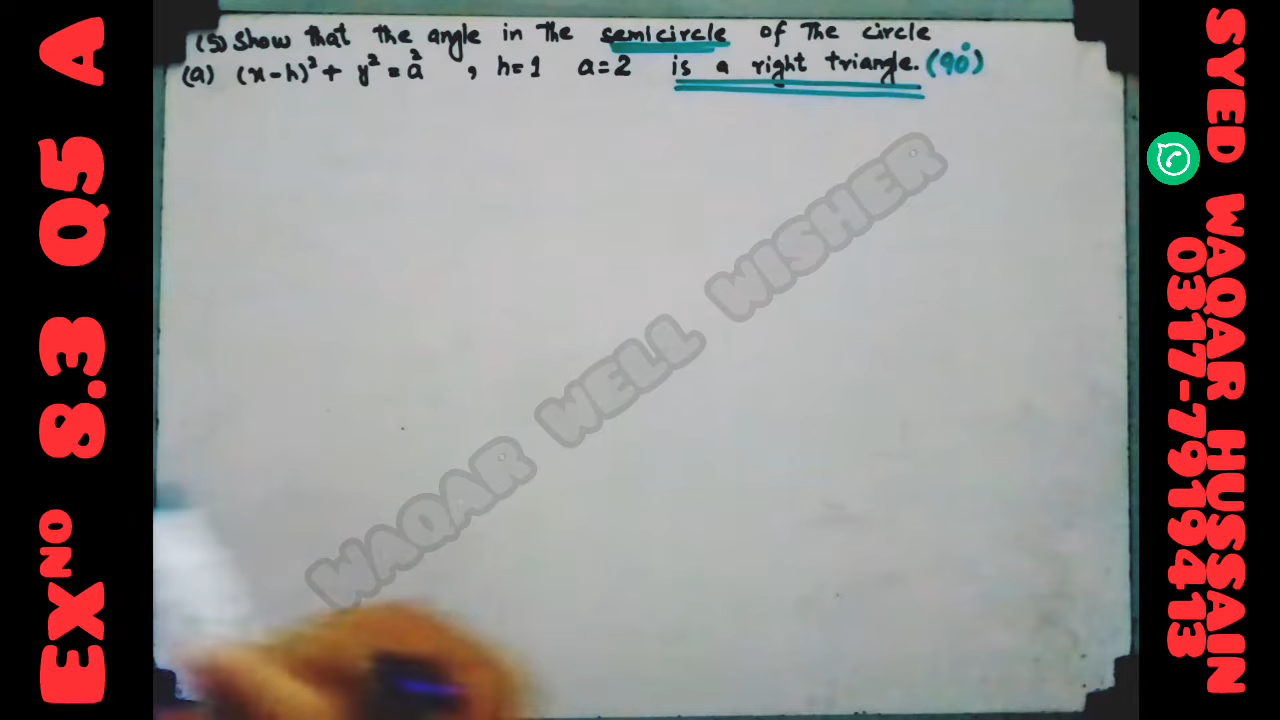 EXNO 8.3 Q5 A
(5) Show that the angle in the semicircle of the circle
(a) (x-h)² + y² = a² , h=1 a=2 is a right triangle. (90°)
WAQAR WELL WISHER
SYED WAQAR HUSSAIN
0317-7919413